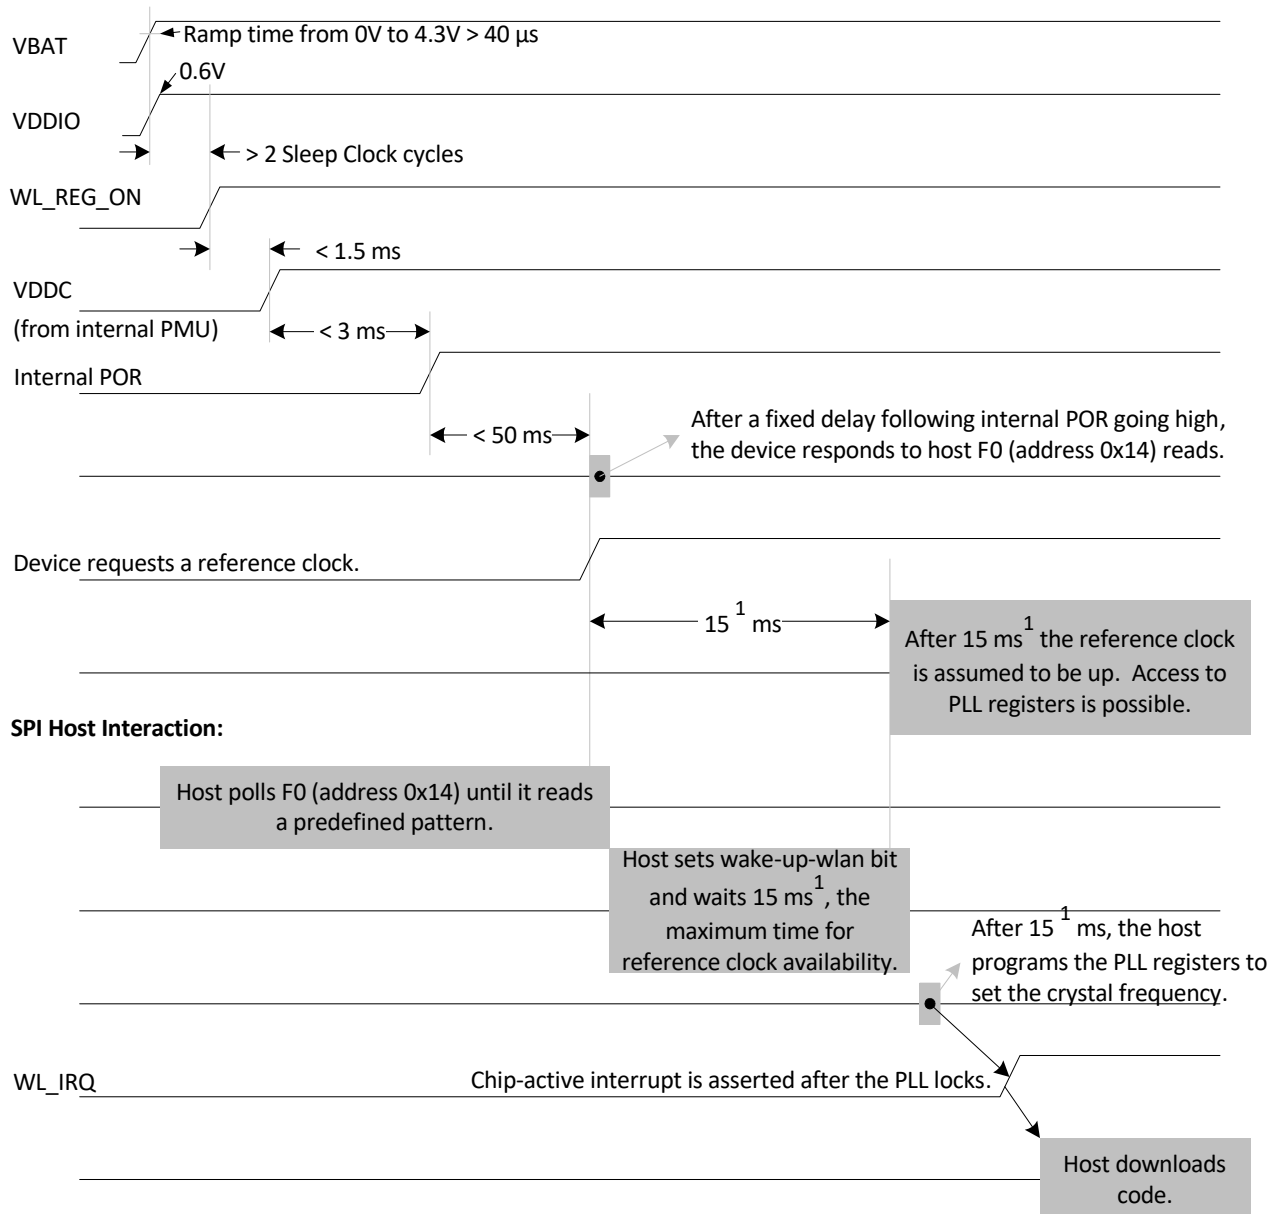 VBAT
Ramp time from 0V to 4.3V > 40 µs
0.6V
VDDIO
> 2 Sleep Clock cycles
WL_REG_ON
< 1.5 ms
VDDC
(from internal PMU)
< 3 ms
Internal POR
< 50 ms
After a fixed delay following internal POR going high,
the device responds to host F0 (address 0x14) reads.
Device requests a reference clock.
15 1 ms
After 15 ms1 the reference clock
is assumed to be up. Access to
PLL registers is possible.
SPI Host Interaction:
Host polls F0 (address 0x14) until it reads
a predefined pattern.
Host sets wake-up-wlan bit
and waits 15 ms1, the
maximum time for
reference clock availability.
After 15 1 ms, the host
programs the PLL registers to
set the crystal frequency.
WL_IRQ
Chip-active interrupt is asserted after the PLL locks.
Host downloads
code.